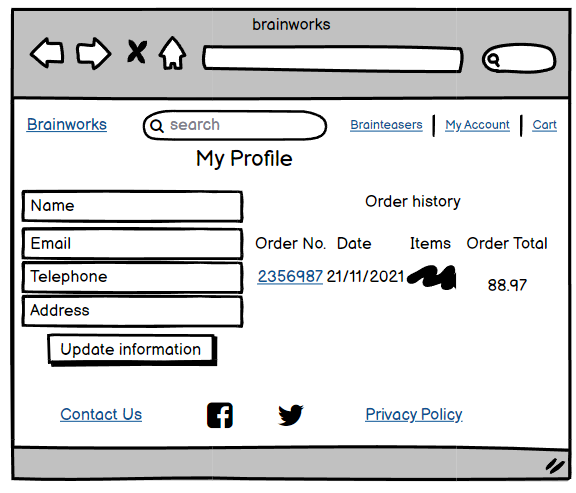 brainworks
Brainworks search Brainteasers My Account Cart
My Profile
Name
Email
Telephone
Address
Update information
Order history
Order No. Date Items Order Total
2356987 21/11/2021 88.97
Contact Us Privacy Policy